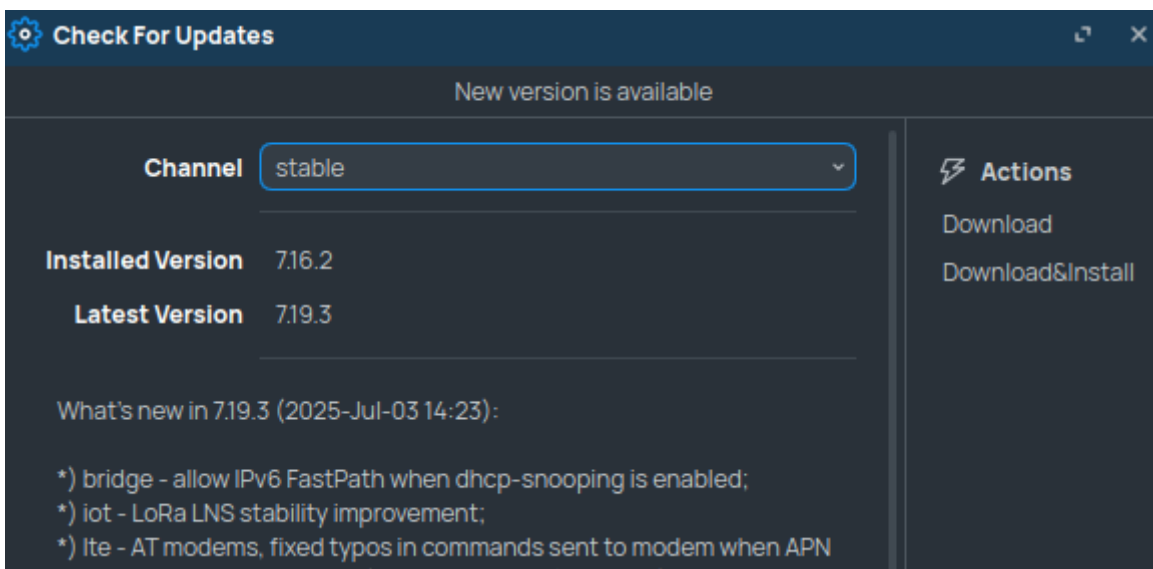 Check For Updates
New version is available
Channel stable
Actions
Download
Download&Install
Installed Version 7.16.2
Latest Version 7.19.3
What's new in 7.19.3 (2025-Jul-03 14:23):
*) bridge - allow IPv6 FastPath when dhcp-snooping is enabled;
*) iot - LoRa LNS stability improvement;
*) lte - AT modems, fixed typos in commands sent to modem when APN